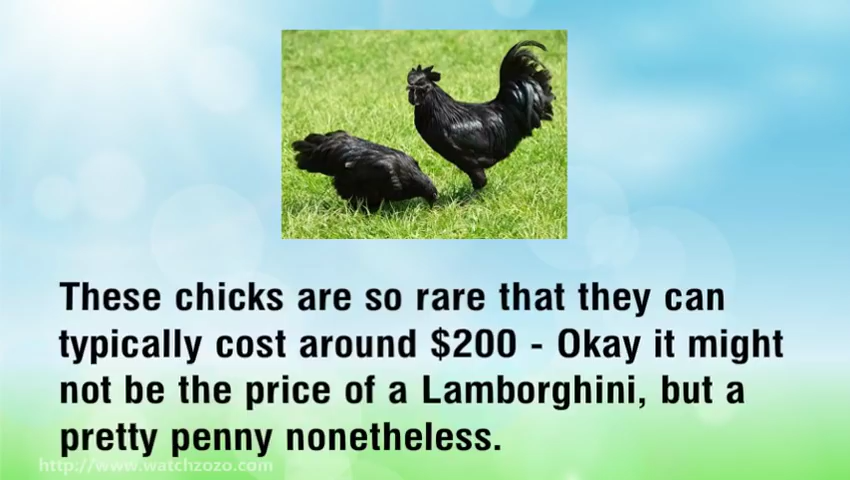 These chicks are so rare that they can
typically cost around $200 - Okay it might
not be the price of a Lamborghini, but a
pretty penny nonetheless.
http://www.watchzozo.com